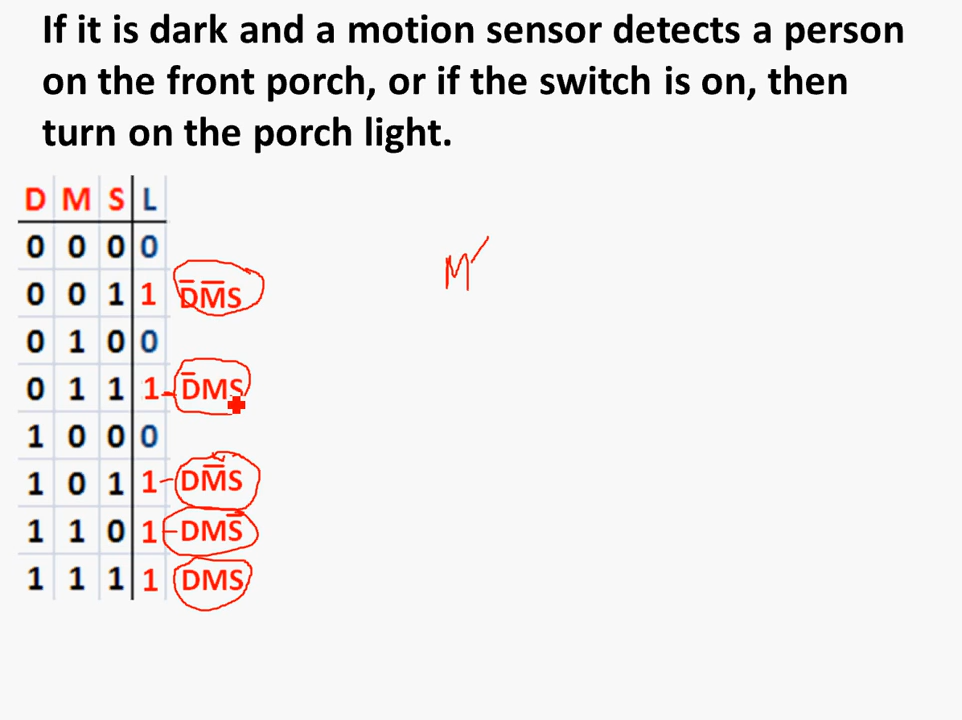 If it is dark and a motion sensor detects a person
on the front porch, or if the switch is on, then
turn on the porch light.
D M S L
0 0 0 0
0 0 1 1 D̅M̅S
0 1 0 0
0 1 1 1 D̅MS
1 0 0 0
1 0 1 1 DM̅S
1 1 0 1 DMS̅
1 1 1 1 DMS
M′